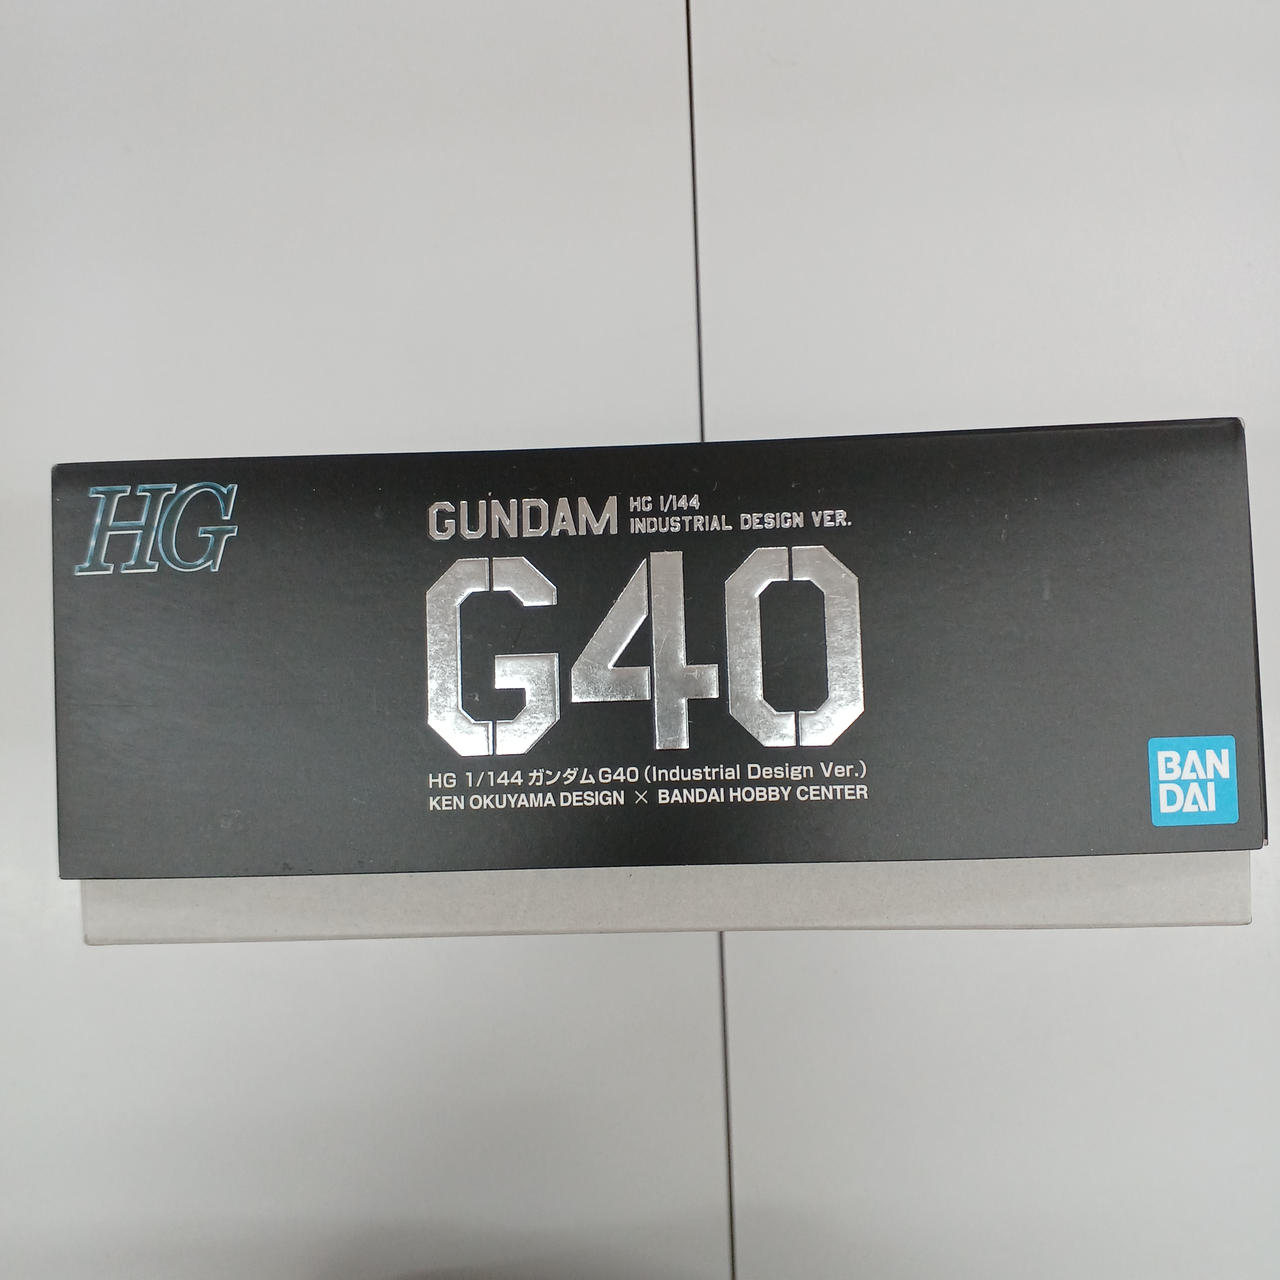 HG
GUNDAM HG 1/144
INDUSTRIAL DESIGN VER.
G40
HG 1/144 ガンダムG40 (Industrial Design Ver.)
KEN OKUYAMA DESIGN × BANDAI HOBBY CENTER
BAN
DAI